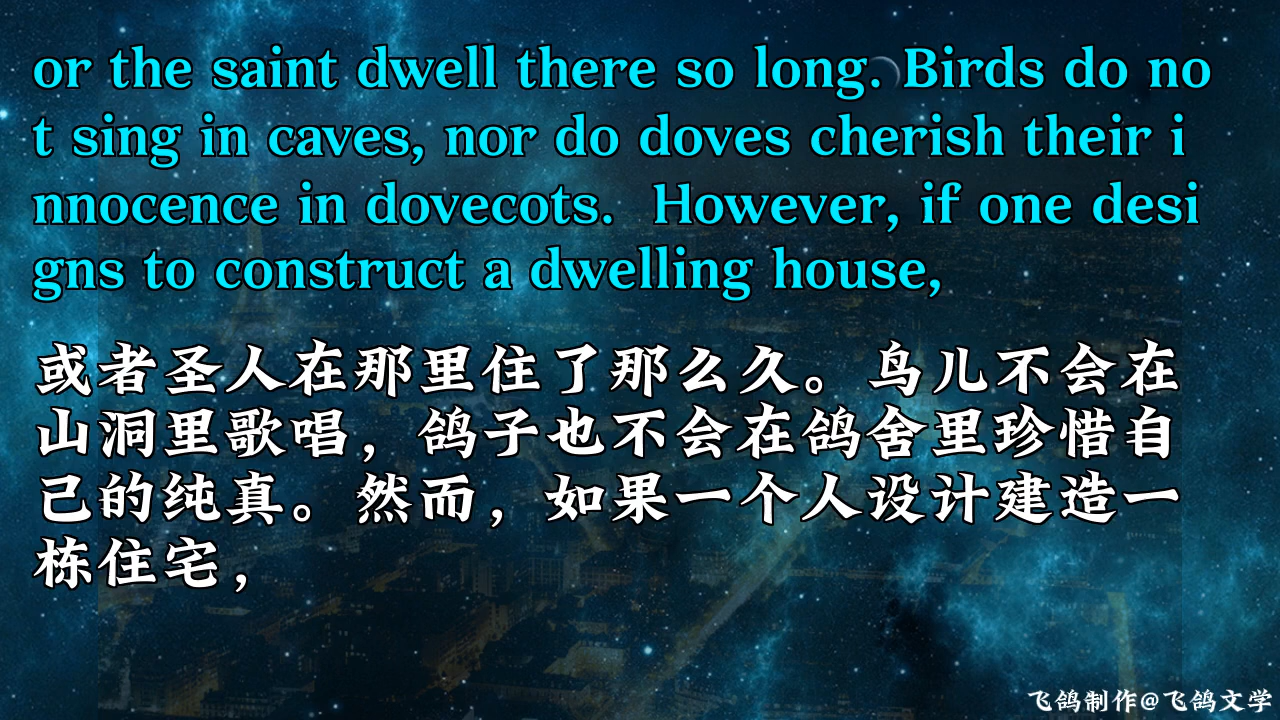 or the saint dwell there so long. Birds do no
t sing in caves, nor do doves cherish their i
nnocence in dovecots.  However, if one desi
gns to construct a dwelling house,
或者圣人在那里住了那么久。鸟儿不会在
山洞里歌唱，鸽子也不会在鸽舍里珍惜自
己的纯真。然而，如果一个人设计建造一
栋住宅，
飞鸽制作@飞鸽文学